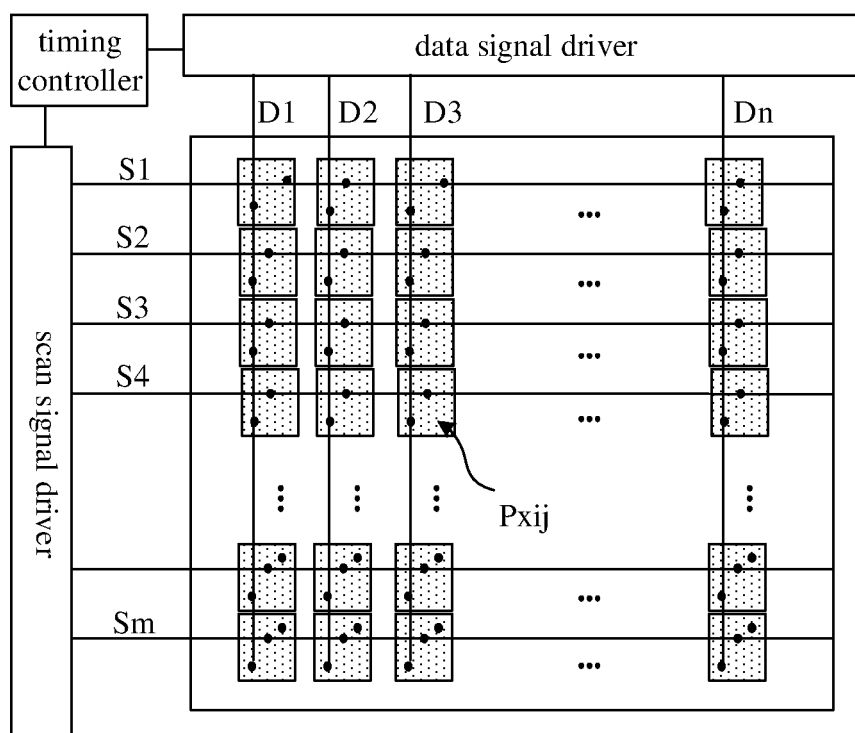 timing
controller
data signal driver
D1
D2
D3
Dn
S1
S2
S3
S4
Sm
scan signal driver
Pxij